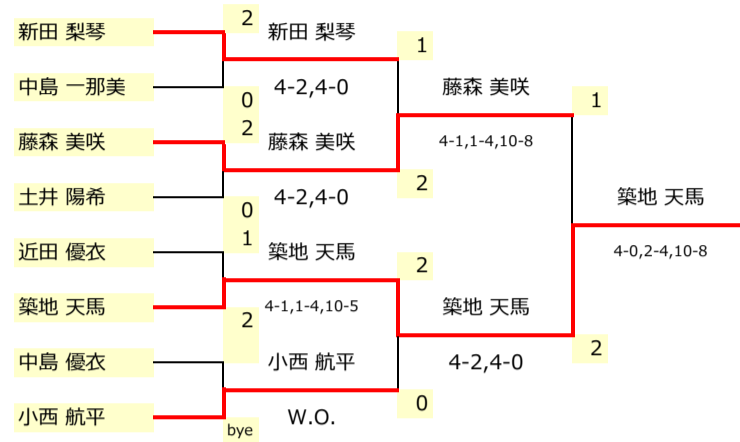 新田 梨琴
中島 一那美
藤森 美咲
土井 陽希
近田 優衣
築地 天馬
中島 優衣
小西 航平
2
0
2
0
1
2
bye
新田 梨琴
4-2,4-0
藤森 美咲
4-2,4-0
築地 天馬
4-1,1-4,10-5
小西 航平
W.O.
1
2
2
0
藤森 美咲
4-1,1-4,10-8
築地 天馬
4-2,4-0
1
2
築地 天馬
4-0,2-4,10-8